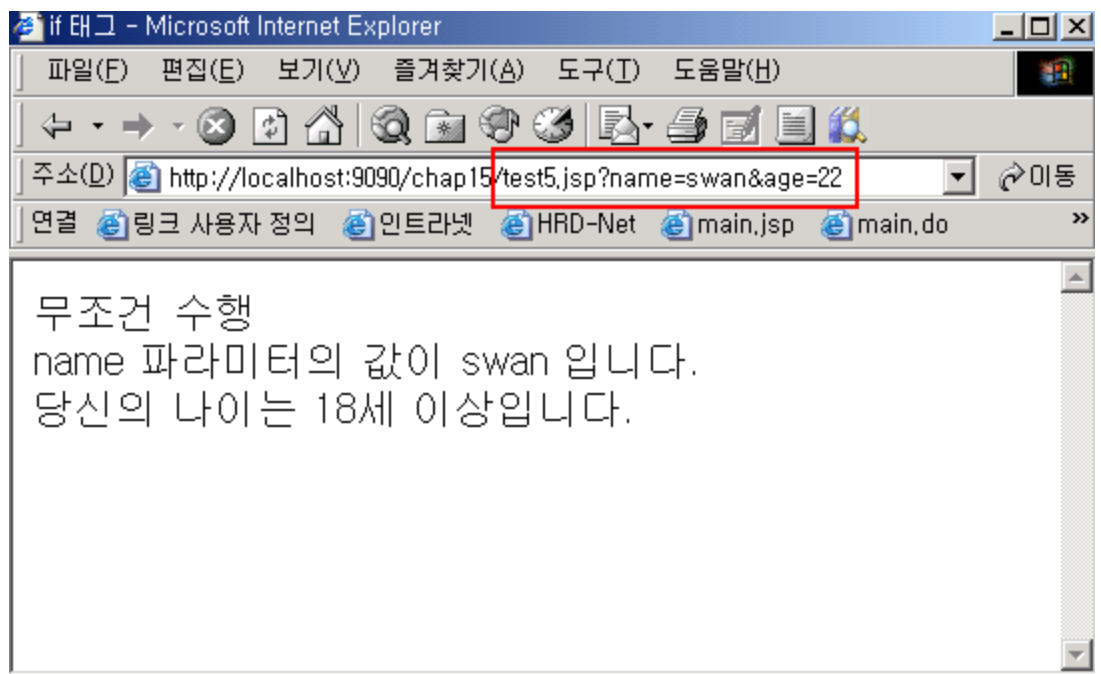 if 태그 - Microsoft Internet Explorer
파일(F) 편집(E) 보기(V) 즐겨찾기(A) 도구(T) 도움말(H)
주소(D) http://localhost:9090/chap15/test5.jsp?name=swan&age=22 이동
연결 링크 사용자 정의 인트라넷 HRD-Net main.jsp main.do »
무조건 수행
name 파라미터의 값이 swan 입니다.
당신의 나이는 18세 이상입니다.